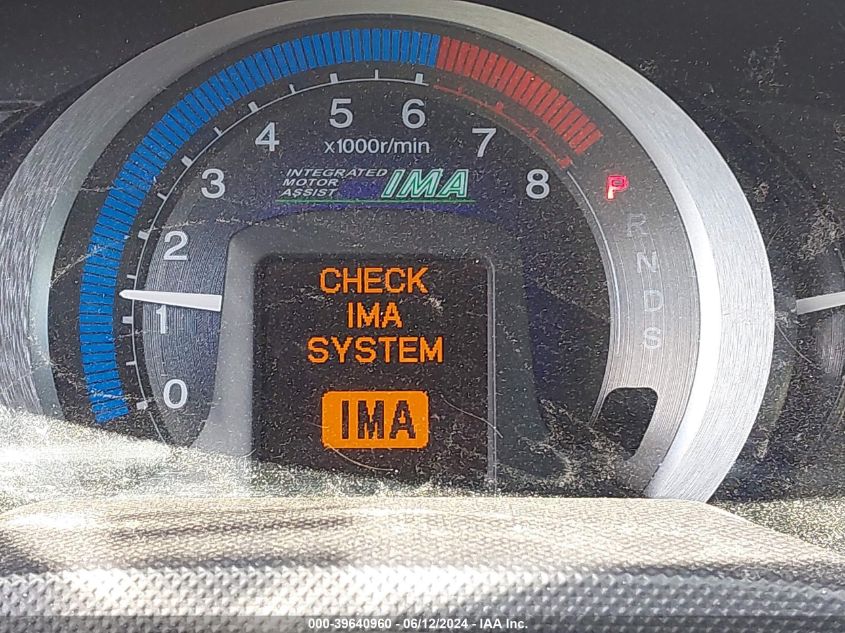 5 6
4 x1000r/min 7
3 INTEGRATED MOTOR ASSIST IMA 8 P
2 R
1 N
0 D
S
CHECK
IMA
SYSTEM
IMA
000-39640960 - 06/12/2024 - IAA Inc.